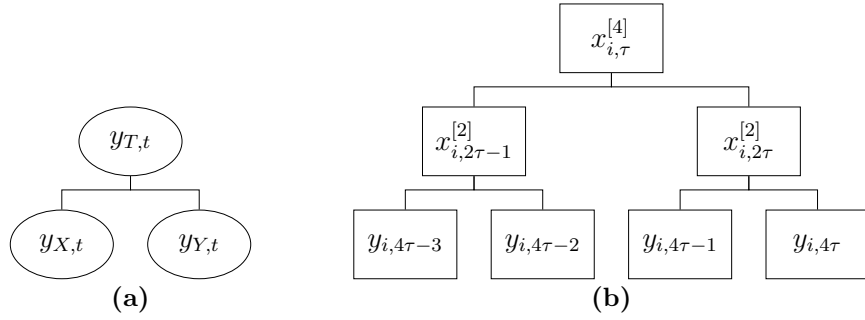 $x_{i,\tau}^{[4]}$
$y_{T,t}$
$x_{i,2\tau-1}^{[2]}$ $x_{i,2\tau}^{[2]}$
$y_{X,t}$ $y_{Y,t}$ $y_{i,4\tau-3}$ $y_{i,4\tau-2}$ $y_{i,4\tau-1}$ $y_{i,4\tau}$
(a) (b)